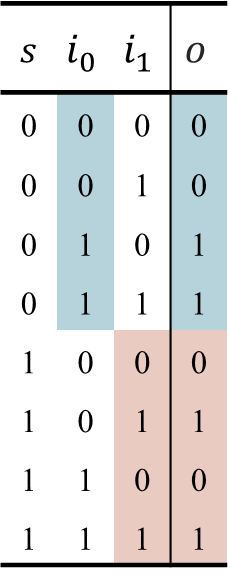 s i₀ i₁ o
0 0 0 0
0 0 1 0
0 1 0 1
0 1 1 1
1 0 0 0
1 0 1 1
1 1 0 0
1 1 1 1